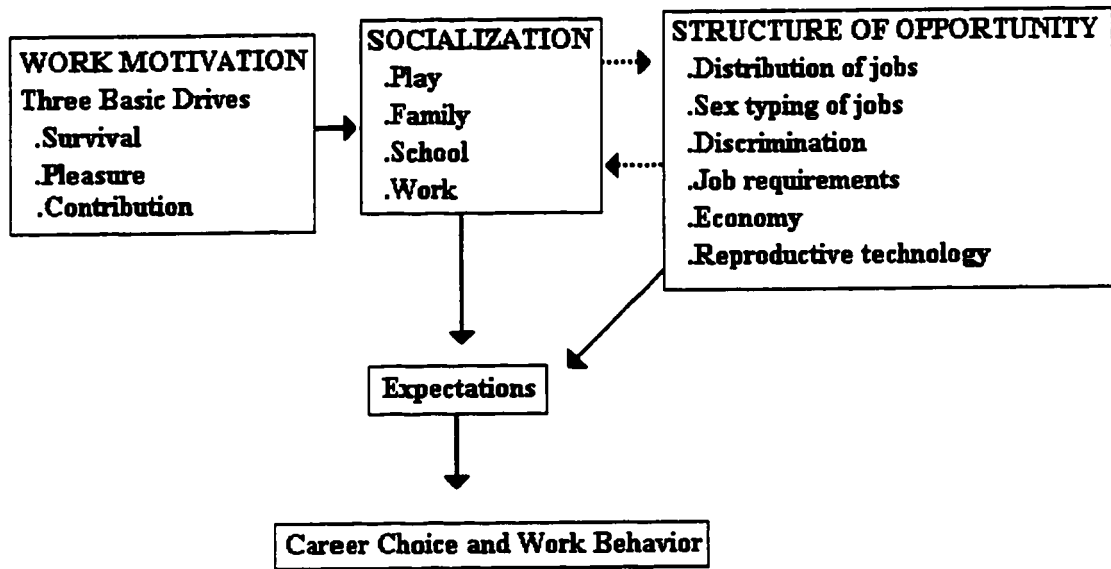 WORK MOTIVATION
Three Basic Drives
.Survival
.Pleasure
.Contribution
SOCIALIZATION
.Play
.Family
.School
.Work
STRUCTURE OF OPPORTUNITY
.Distribution of jobs
.Sex typing of jobs
.Discrimination
.Job requirements
.Economy
.Reproductive technology
Expectations
Career Choice and Work Behavior